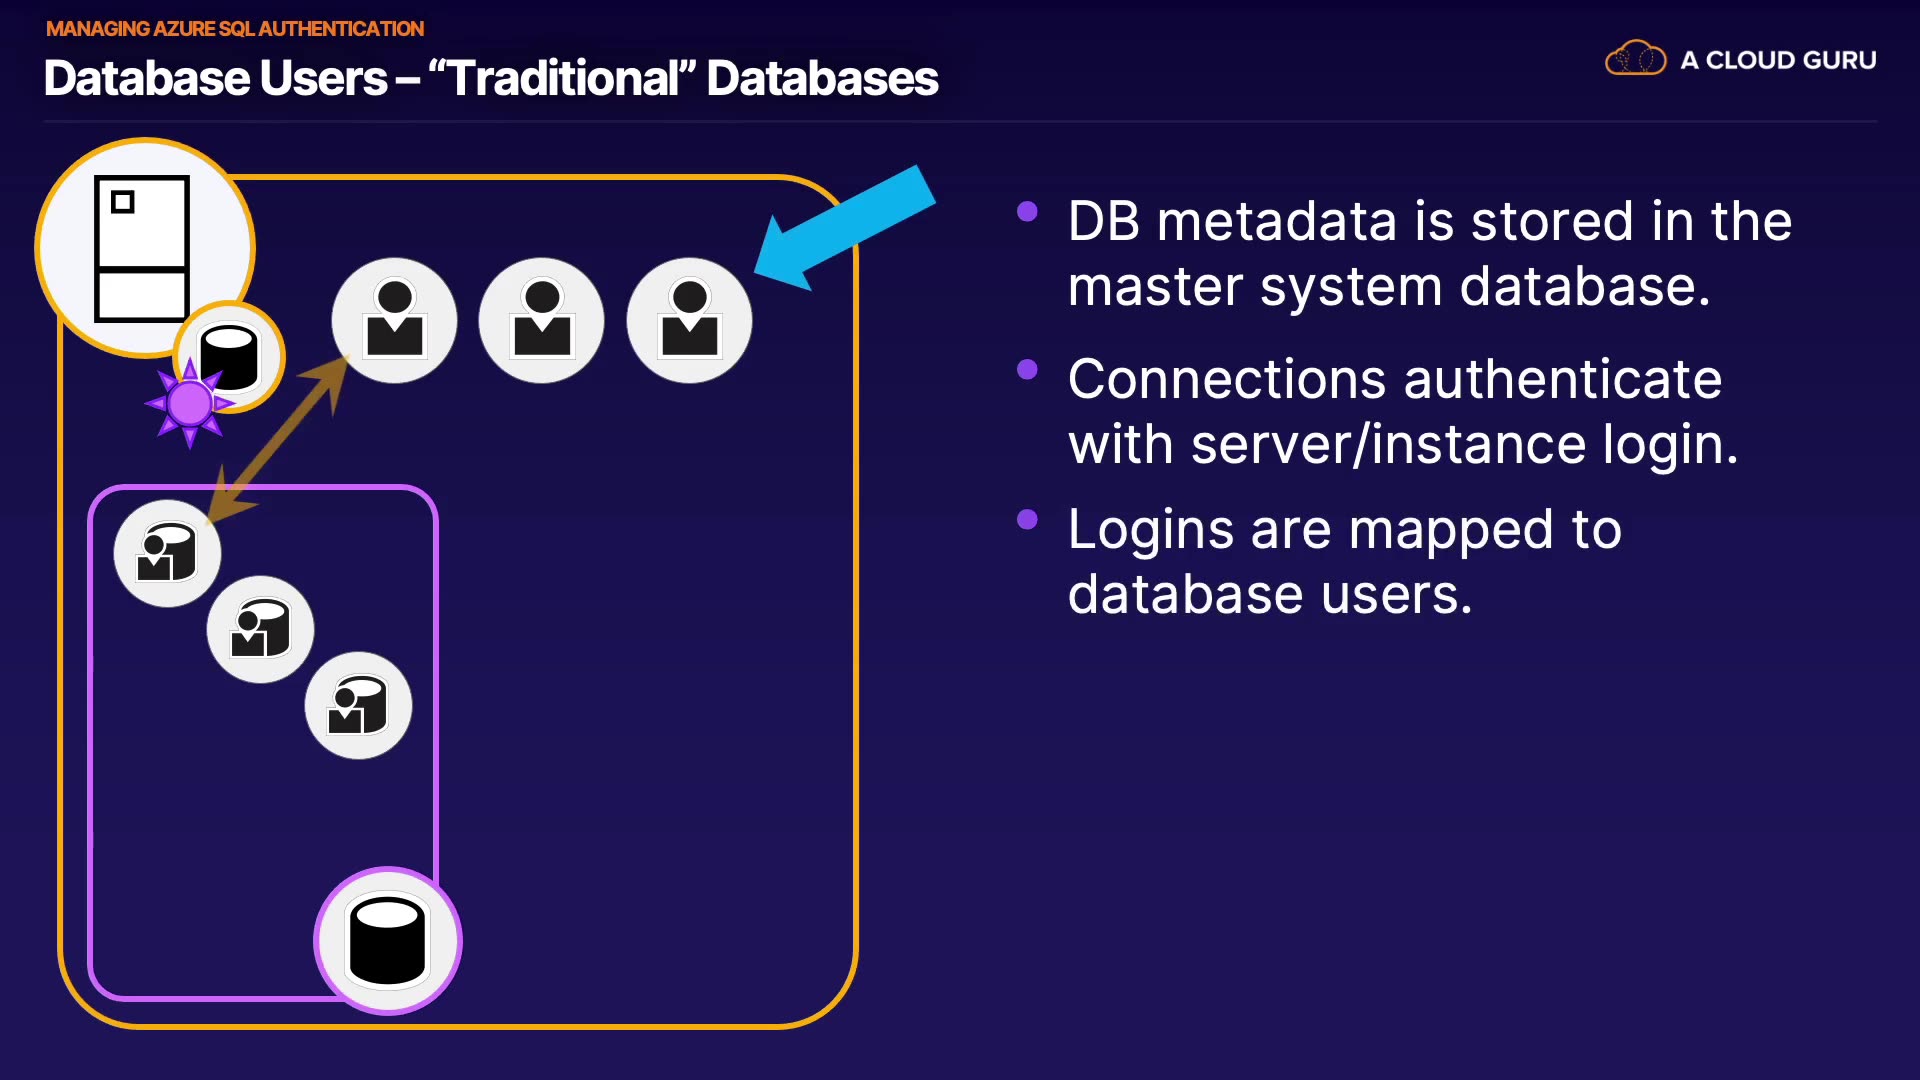 MANAGING AZURE SQL AUTHENTICATION
Database Users – “Traditional” Databases
A CLOUD GURU
DB metadata is stored in the
master system database.
Connections authenticate
with server/instance login.
Logins are mapped to
database users.